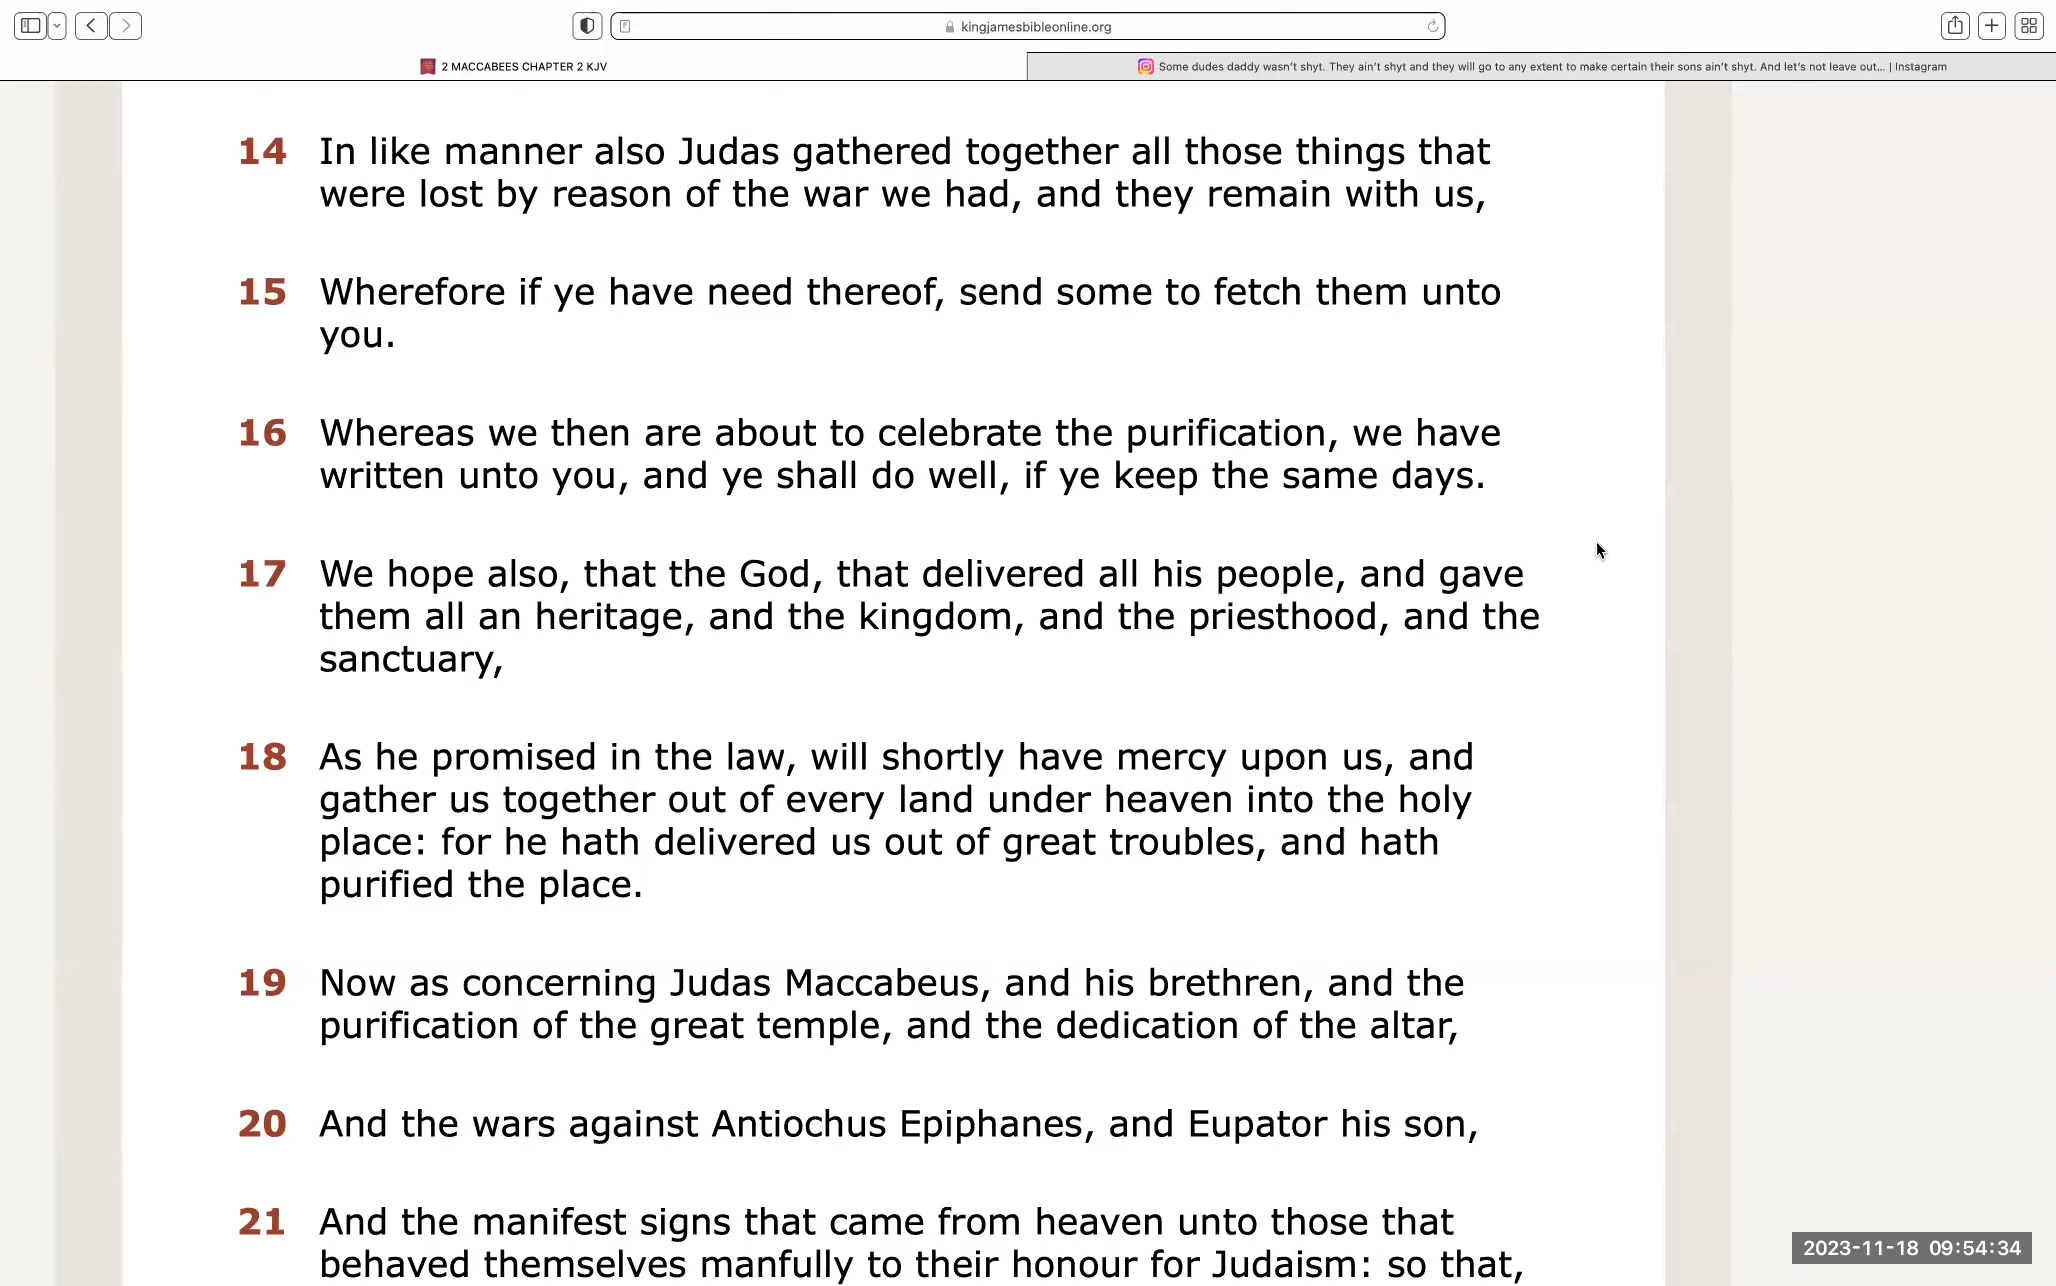 kingjamesbibleonline.org
2 MACCABEES CHAPTER 2 KJV
Some dudes daddy wasn't shyt. They ain't shyt and they will go to any extent to make certain their sons ain't shyt. And let's not leave out... | Instagram
14 In like manner also Judas gathered together all those things that
were lost by reason of the war we had, and they remain with us,
15 Wherefore if ye have need thereof, send some to fetch them unto
you.
16 Whereas we then are about to celebrate the purification, we have
written unto you, and ye shall do well, if ye keep the same days.
17 We hope also, that the God, that delivered all his people, and gave
them all an heritage, and the kingdom, and the priesthood, and the
sanctuary,
18 As he promised in the law, will shortly have mercy upon us, and
gather us together out of every land under heaven into the holy
place: for he hath delivered us out of great troubles, and hath
purified the place.
19 Now as concerning Judas Maccabeus, and his brethren, and the
purification of the great temple, and the dedication of the altar,
20 And the wars against Antiochus Epiphanes, and Eupator his son,
21 And the manifest signs that came from heaven unto those that
behaved themselves manfully to their honour for Judaism: so that,
2023-11-18 09:54:34